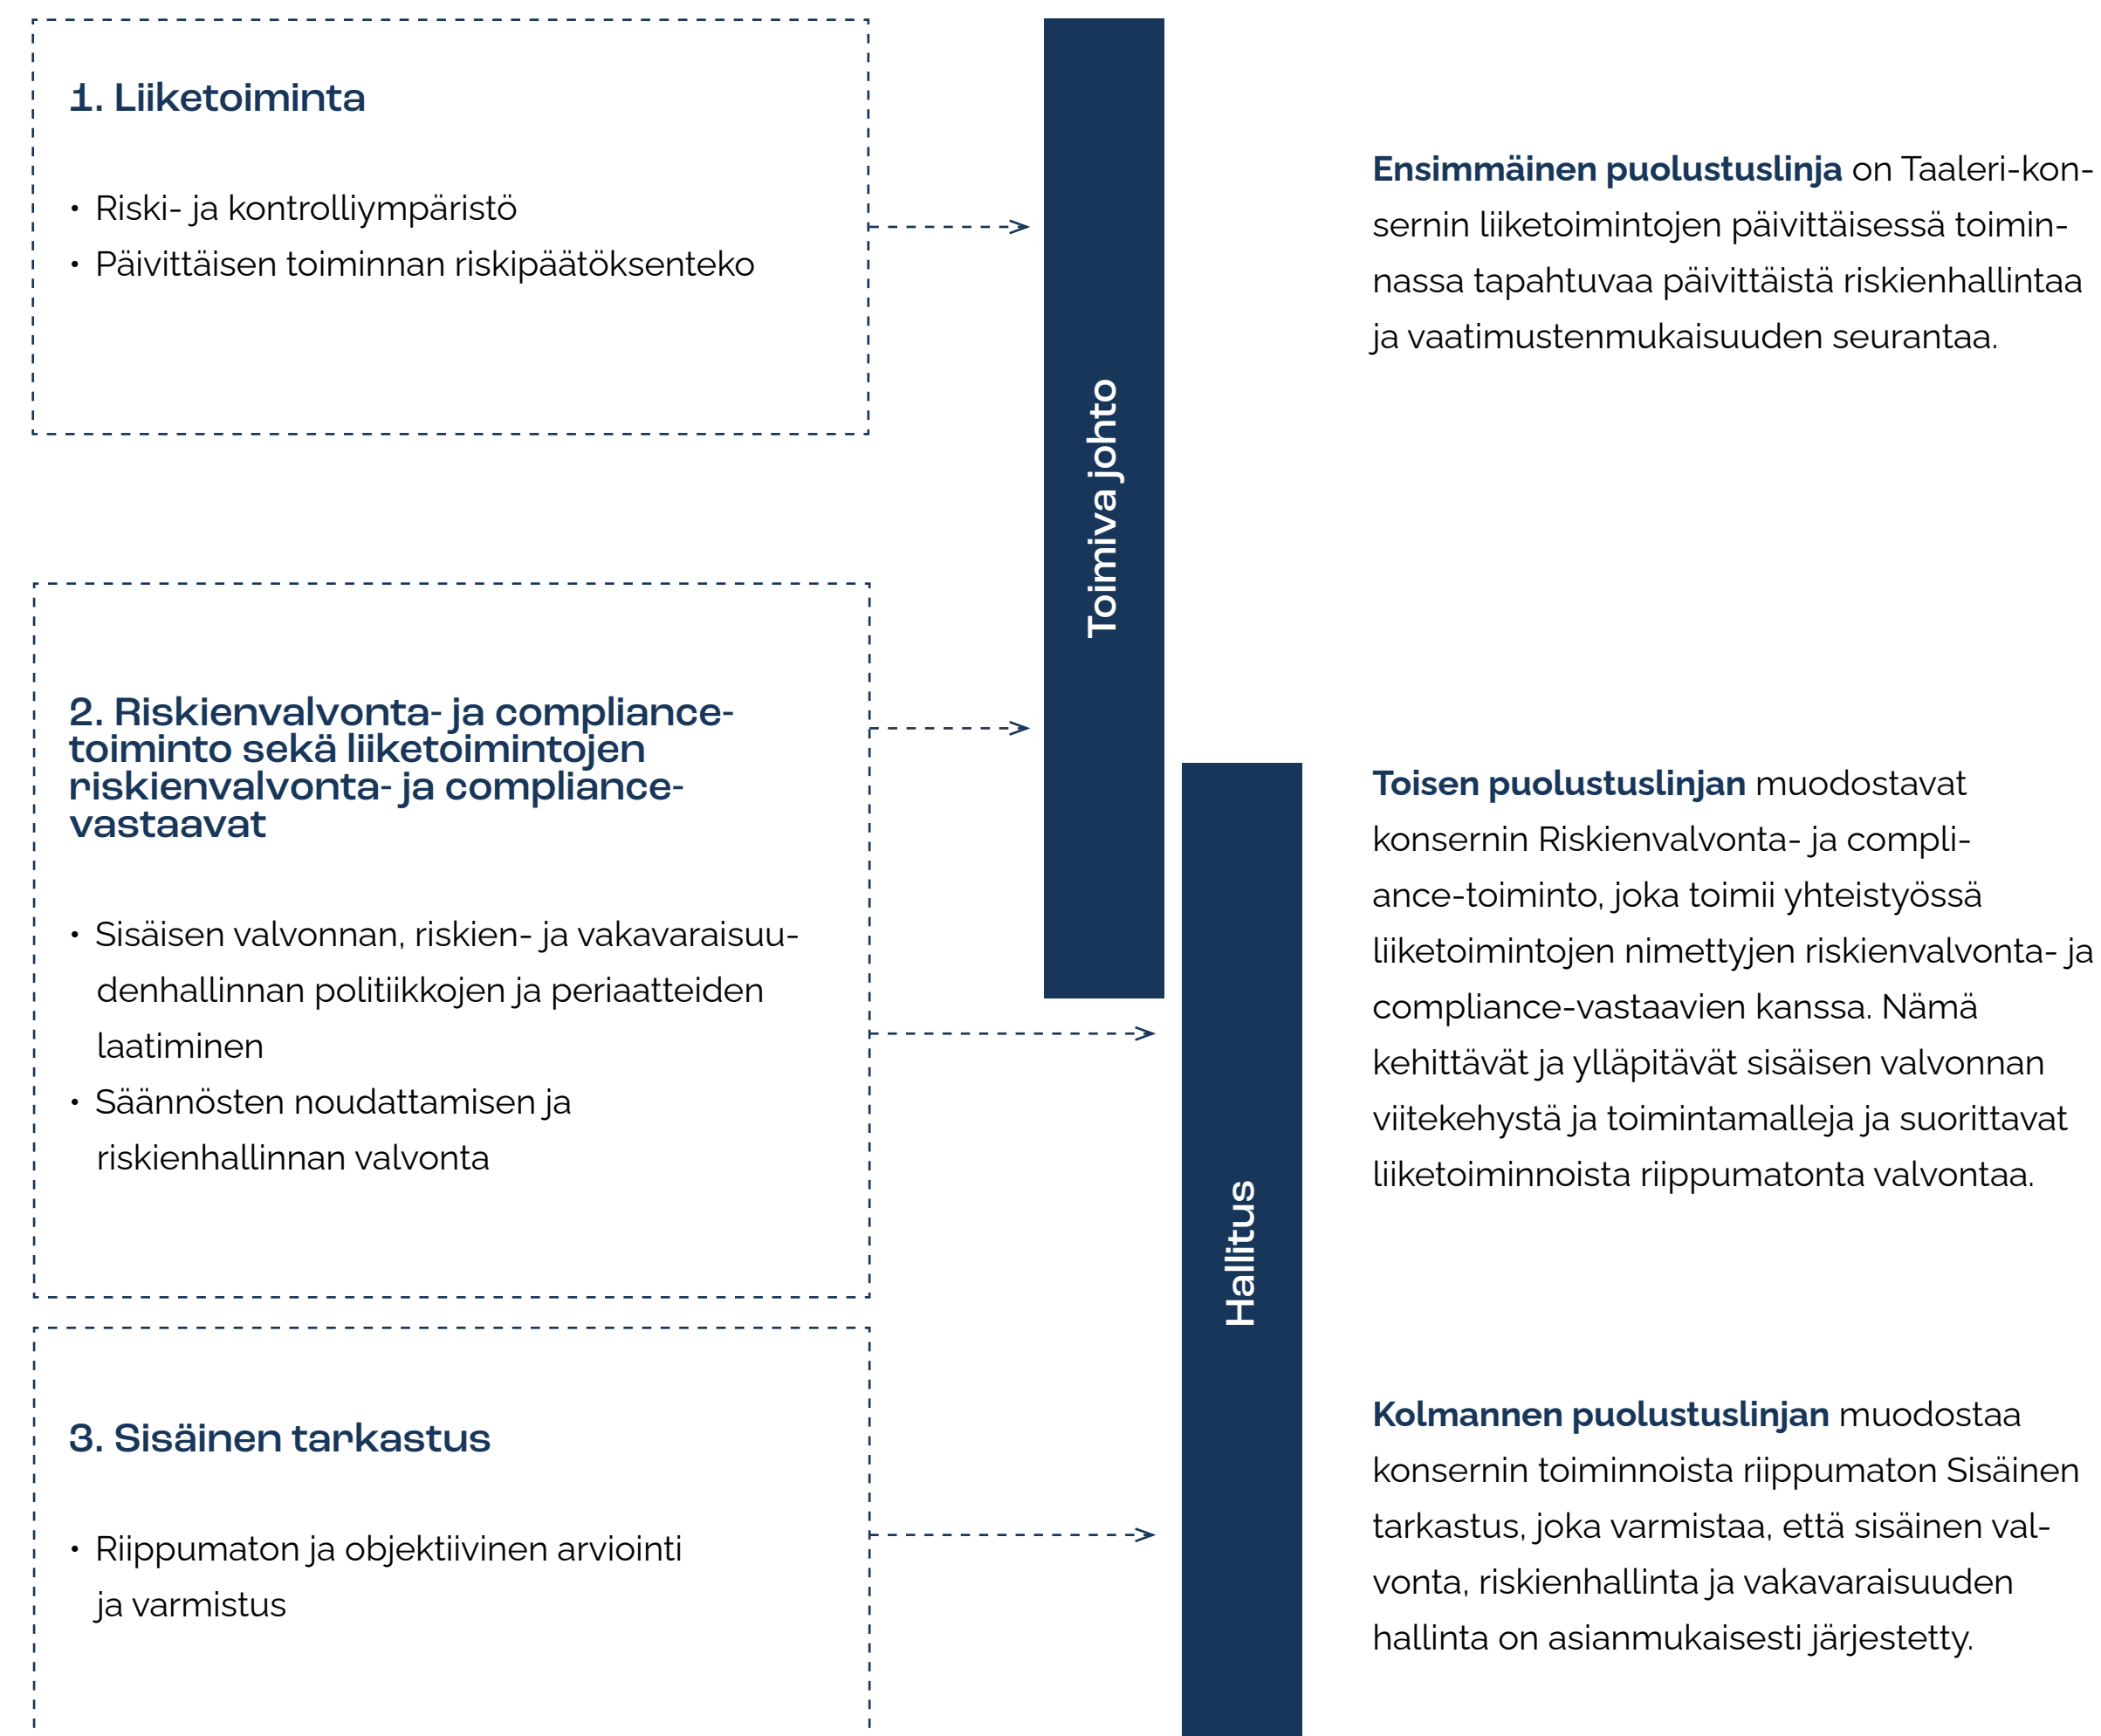 1. Liiketoiminta
• Riski- ja kontrolliympäristö
• Päivittäisen toiminnan riskipäätöksenteko
2. Riskienvalvonta- ja compliance-
toiminto sekä liiketoimintojen
riskienvalvonta- ja compliance-
vastaavat
• Sisäisen valvonnan, riskien- ja vakavaraisuu-
denhallinnan politiikkojen ja periaatteiden
laatiminen
• Säännösten noudattamisen ja
riskienhallinnan valvonta
3. Sisäinen tarkastus
• Riippumaton ja objektiivinen arviointi
ja varmistus
Toimiva johto
Hallitus
Ensimmäinen puolustuslinja on Taaleri-kon-
sernin liiketoimintojen päivittäisessä toimin-
nassa tapahtuvaa päivittäistä riskienhallintaa
ja vaatimustenmukaisuuden seurantaa.
Toisen puolustuslinjan muodostavat
konsernin Riskienvalvonta- ja compli-
ance-toiminto, joka toimii yhteistyössä
liiketoimintojen nimettyjen riskienvalvonta- ja
compliance-vastaavien kanssa. Nämä
kehittävät ja ylläpitävät sisäisen valvonnan
viitekehystä ja toimintamalleja ja suorittavat
liiketoiminnoista riippumatonta valvontaa.
Kolmannen puolustuslinjan muodostaa
konsernin toiminnoista riippumaton Sisäinen
tarkastus, joka varmistaa, että sisäinen val-
vonta, riskienhallinta ja vakavaraisuuden
hallinta on asianmukaisesti järjestetty.